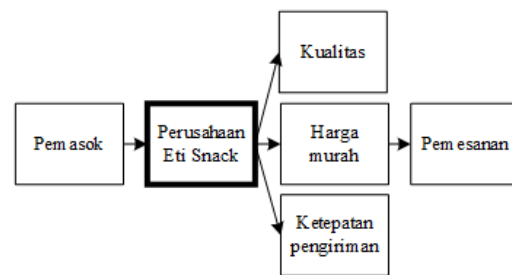 Kualitas
Pemasok
Perusahaan
Eti Snack
Harga
murah
Pemesanan
Ketepatan
pengiriman